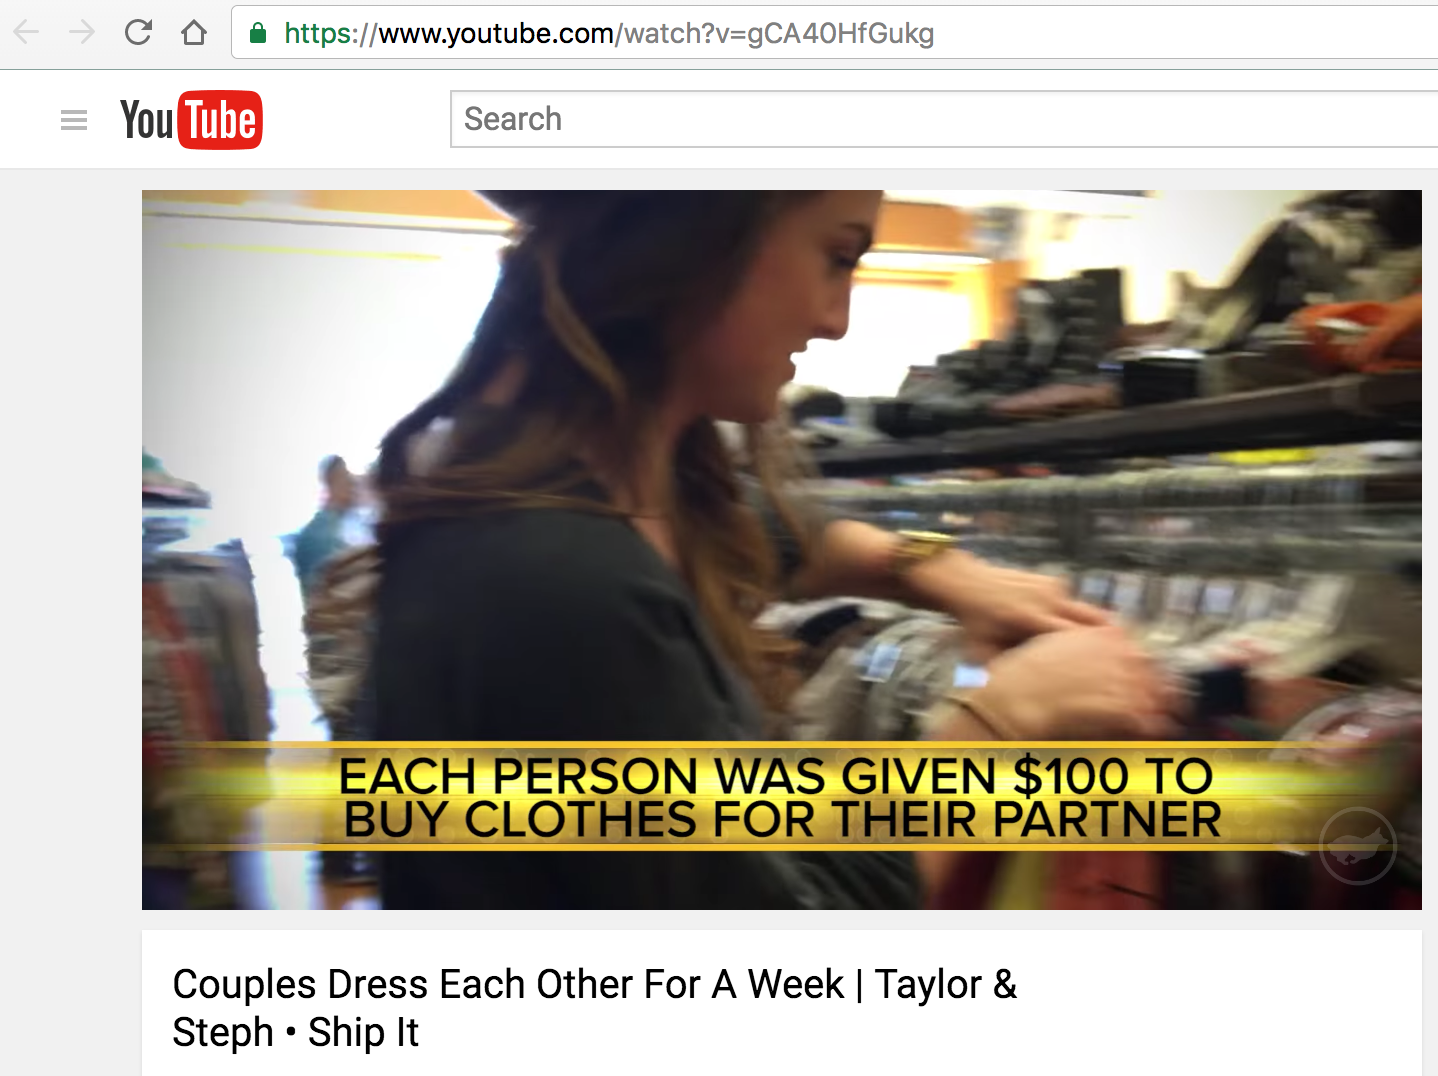 https://www.youtube.com/watch?v=gCA40HfGukg
YouTube
Search
EACH PERSON WAS GIVEN $100 TO
BUY CLOTHES FOR THEIR PARTNER
Couples Dress Each Other For A Week | Taylor &
Steph • Ship It